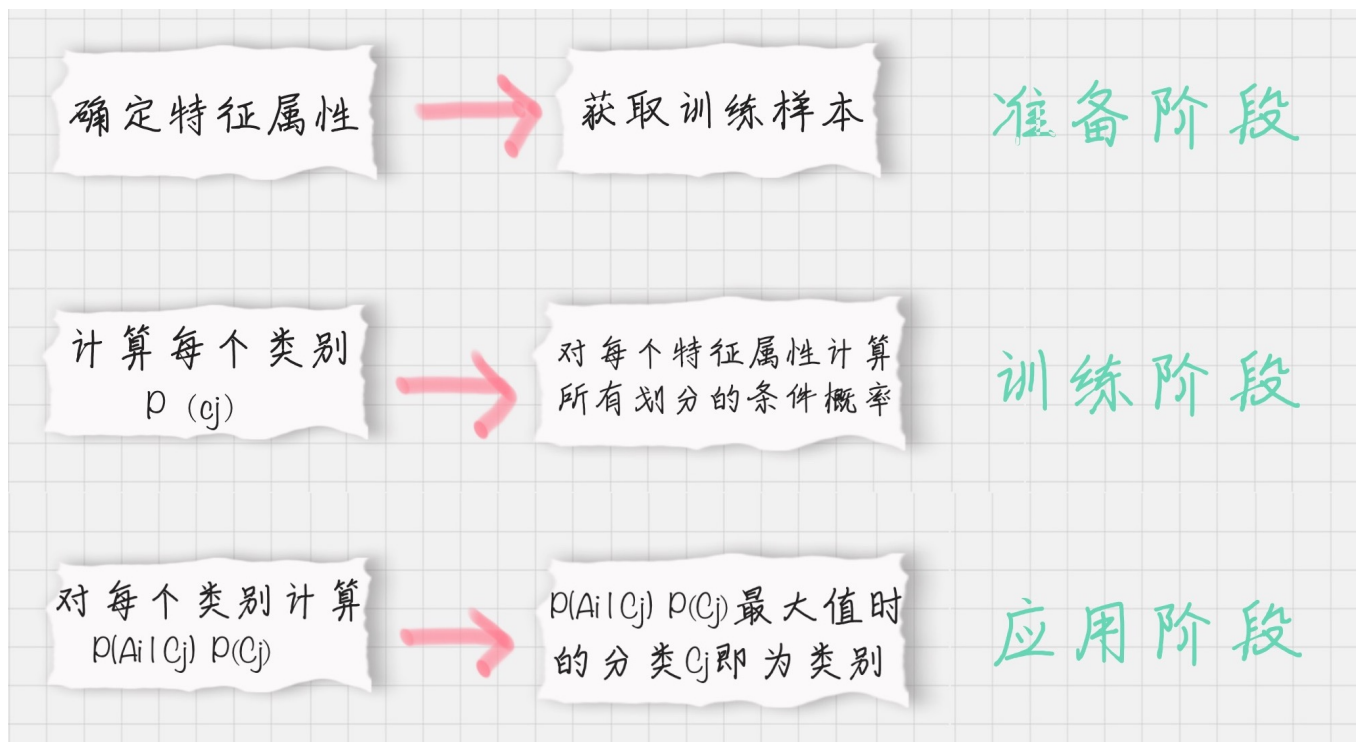 确定特征属性
获取训练样本
准备阶段
计算每个类别
P (cj)
对每个特征属性计算
所有划分的条件概率
训练阶段
对每个类别计算
P(Ai|Cj) P(Cj)
P(Ai|Cj) P(Cj)最大值时
的分类Cj即为类别
应用阶段